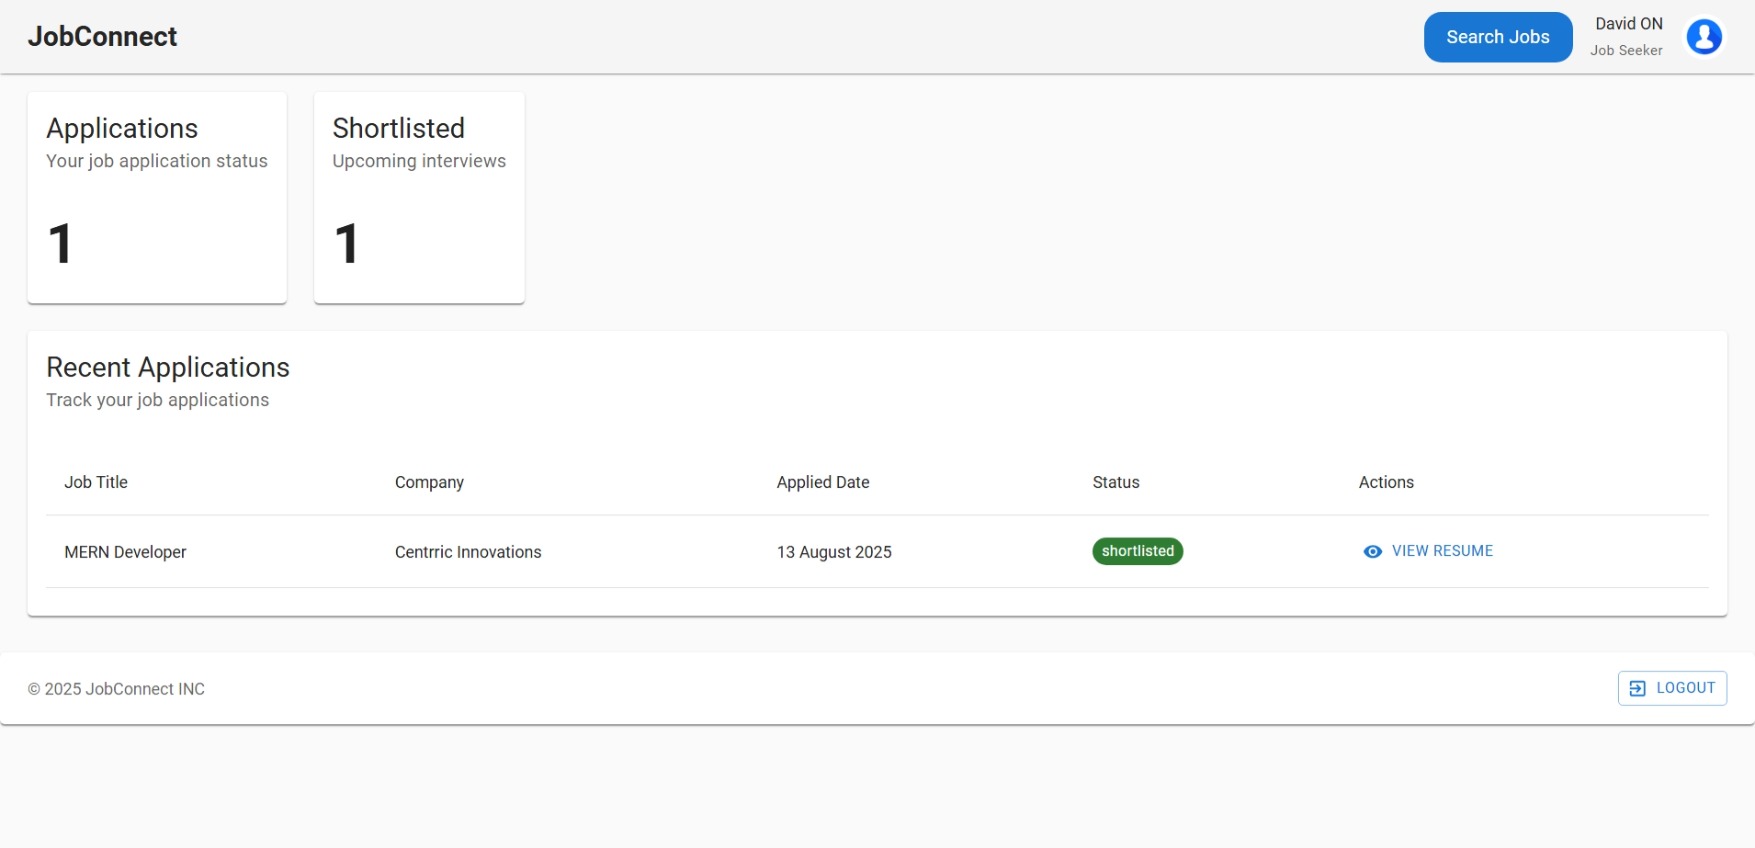 JobConnect
Search Jobs
David ON
Job Seeker
Applications
Your job application status
1
Shortlisted
Upcoming interviews
1
Recent Applications
Track your job applications
Job Title Company Applied Date Status Actions
MERN Developer Centrric Innovations 13 August 2025 shortlisted VIEW RESUME
© 2025 JobConnect INC
LOGOUT